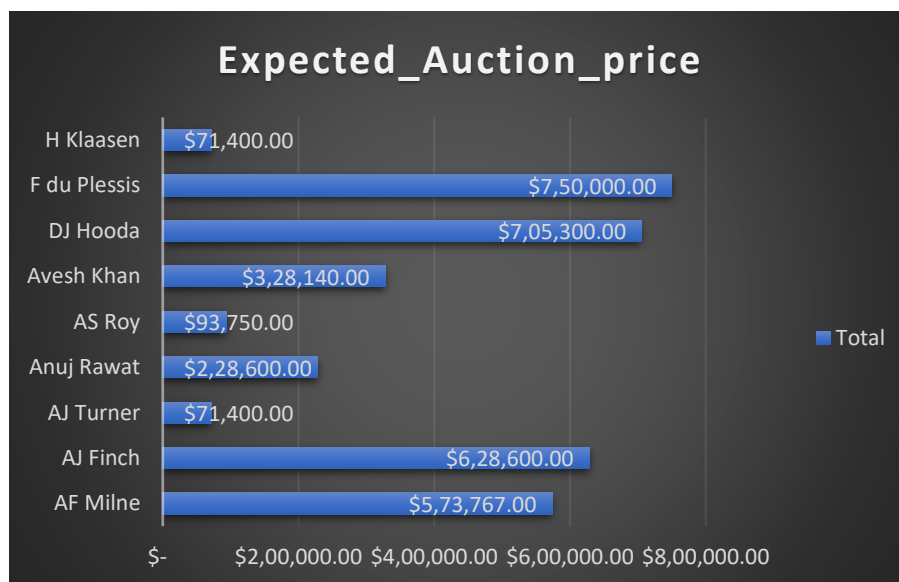 Expected_Auction_price
H Klaasen $71,400.00
F du Plessis $7,50,000.00
DJ Hooda $7,05,300.00
Avesh Khan $3,28,140.00
AS Roy $93,750.00
Anuj Rawat $2,28,600.00
AJ Turner $71,400.00
AJ Finch $6,28,600.00
AF Milne $5,73,767.00
$- $2,00,000.00 $4,00,000.00 $6,00,000.00 $8,00,000.00
Total